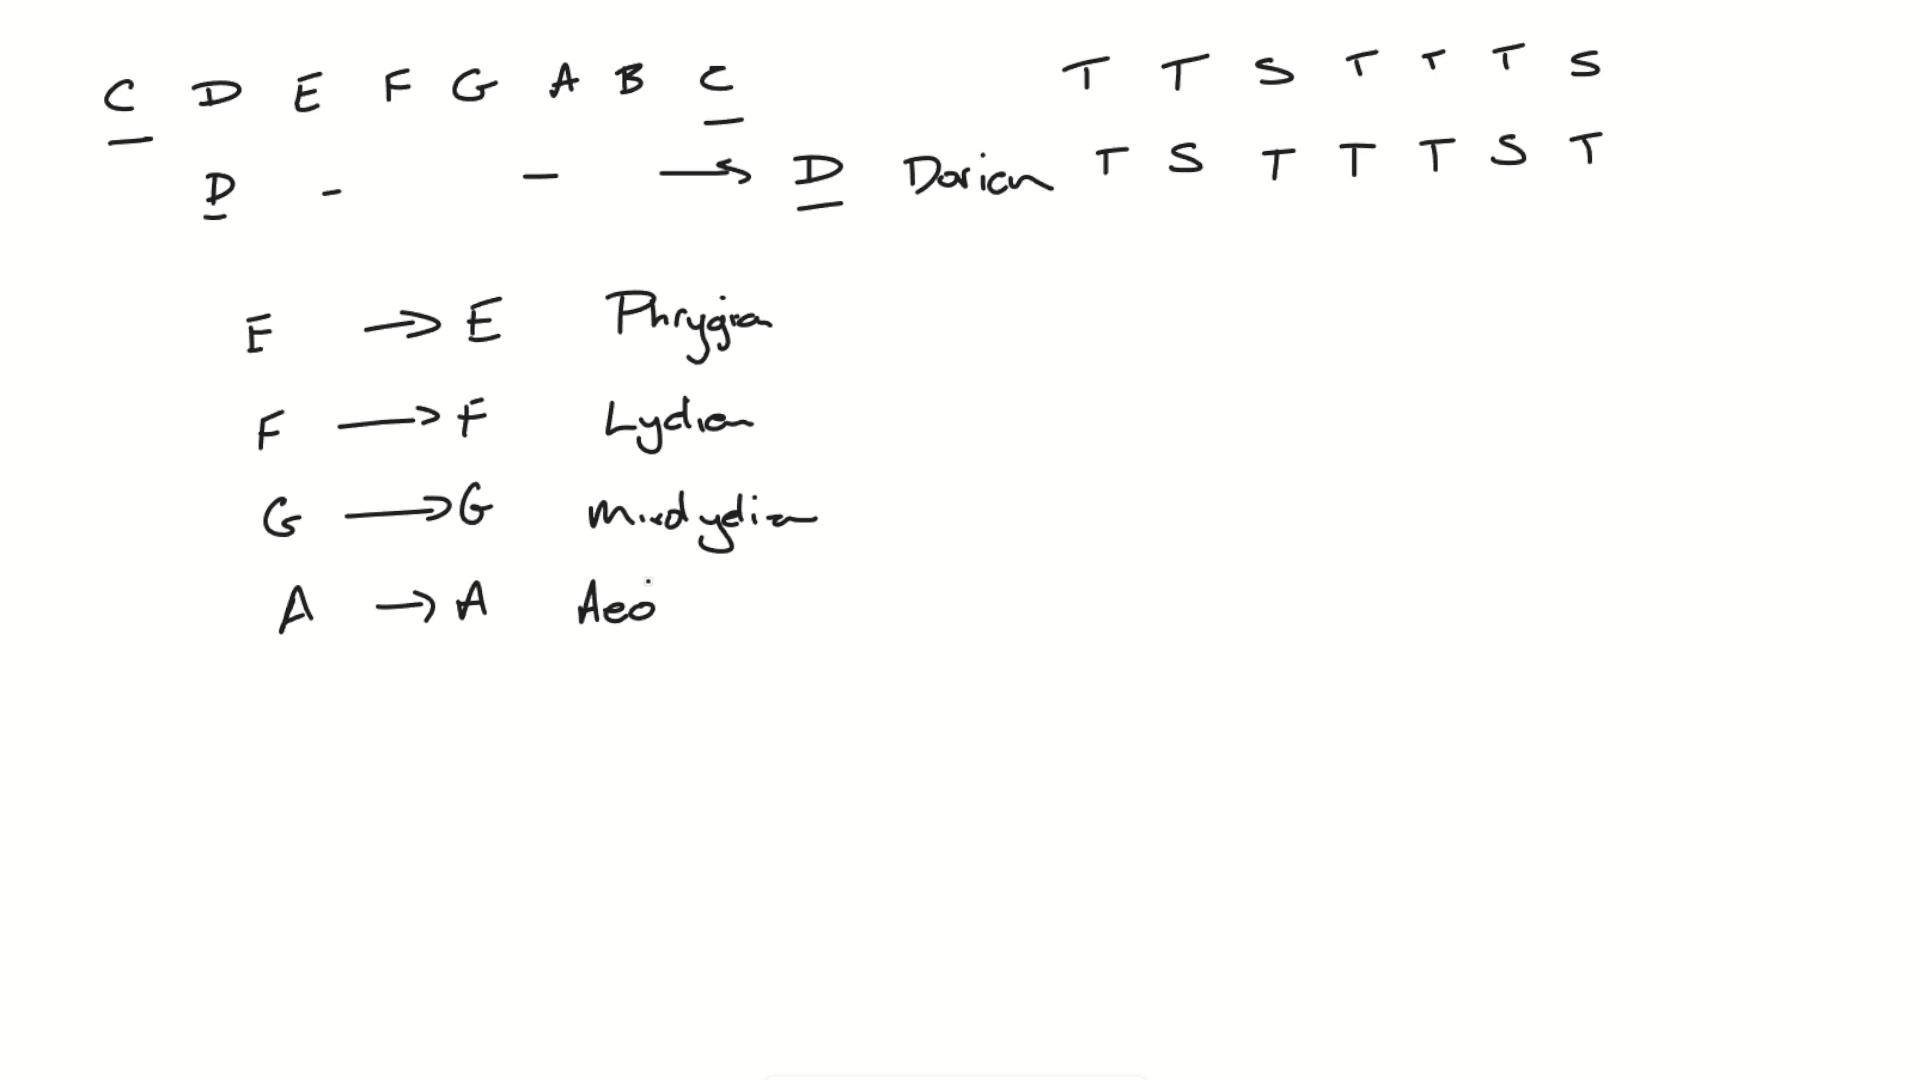 C D E F G A B C T T S T T T S
D - - → D Dorian T S T T T S T
E → E Phrygian
F → F Lydian
G → G Mixolydian
A → A Aeo